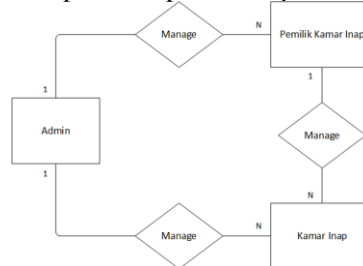 Manage
N
Pemilik Kamar Inap
1
1
Admin
Manage
1
N
Manage
N
Kamar Inap